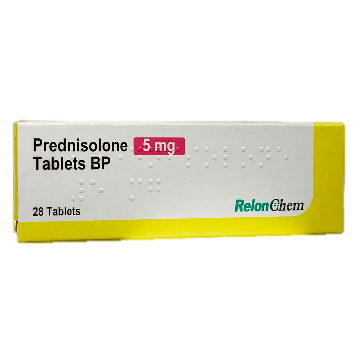 Prednisolone 5 mg
Tablets BP
28 Tablets
RelonChem